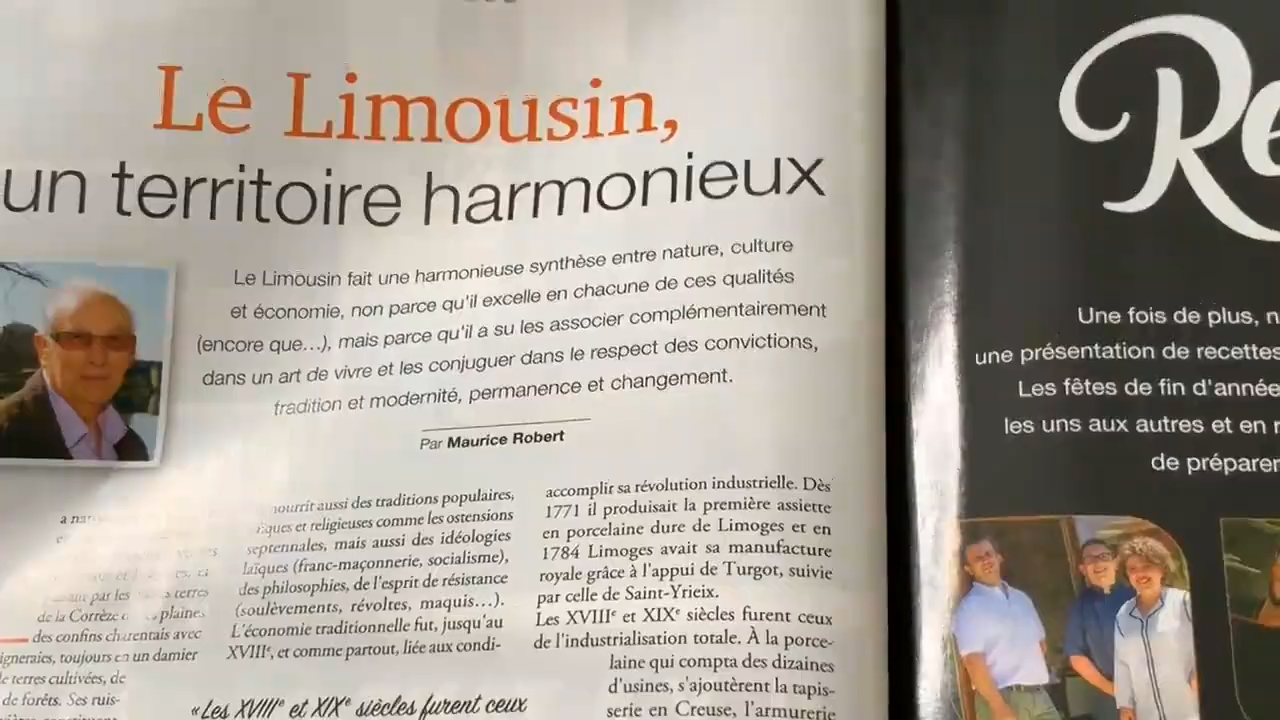 Le Limousin,
un territoire harmonieux
Le Limousin fait une harmonieuse synthèse entre nature, culture
et économie, non parce qu'il excelle en chacune de ces qualités
(encore que...), mais parce qu'il a su les associer complémentairement
dans un art de vivre et les conjuguer dans le respect des convictions,
tradition et modernité, permanence et changement.
Par Maurice Robert
par les terres
de la Corrèze plaines
des confins charentais avec
igneraies, toujours en un damier
e terres cultivées, de
de forêts. Ses ruis-
nourrir aussi des traditions populaires,
et religieuses comme les ostensions
septennales, mais aussi des idéologies
laïques (franc-maçonnerie, socialisme),
des philosophies, de l'esprit de résistance
(soulèvements, révoltes, maquis...).
L'économie traditionnelle fut, jusqu'au
XVIIIe, et comme partout, liée aux condi-
«Les XVIIIe et XIXe siècles furent ceux
accomplir sa révolution industrielle. Dès
1771 il produisait la première assiette
en porcelaine dure de Limoges et en
1784 Limoges avait sa manufacture
royale grâce à l'appui de Turgot, suivie
par celle de Saint-Yrieix.
Les XVIIIe et XIXe siècles furent ceux
de l'industrialisation totale. À la porce-
laine qui compta des dizaines
d'usines, s'ajoutèrent la tapis-
serie en Creuse, l'armurerie
Re
Une fois de plus, n
une présentation de recettes
Les fêtes de fin d'année
les uns aux autres et en r
de préparer